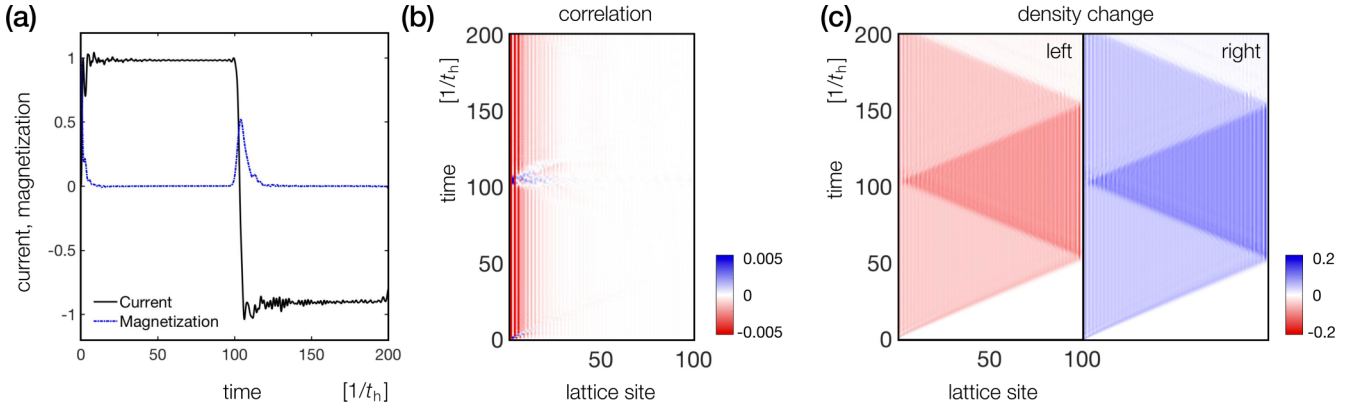 (a)
current, magnetization
1
0.5
0
-0.5
-1
Current
Magnetization
0 50 100 150 200
time [1/t_h]
(b)
correlation
200
[1/t_h]
150
time
100
50
0
50 100
lattice site
0.005
0
-0.005
(c)
density change
left right
200
[1/t_h]
150
time
100
50
0
50 100
lattice site
0.2
0
-0.2